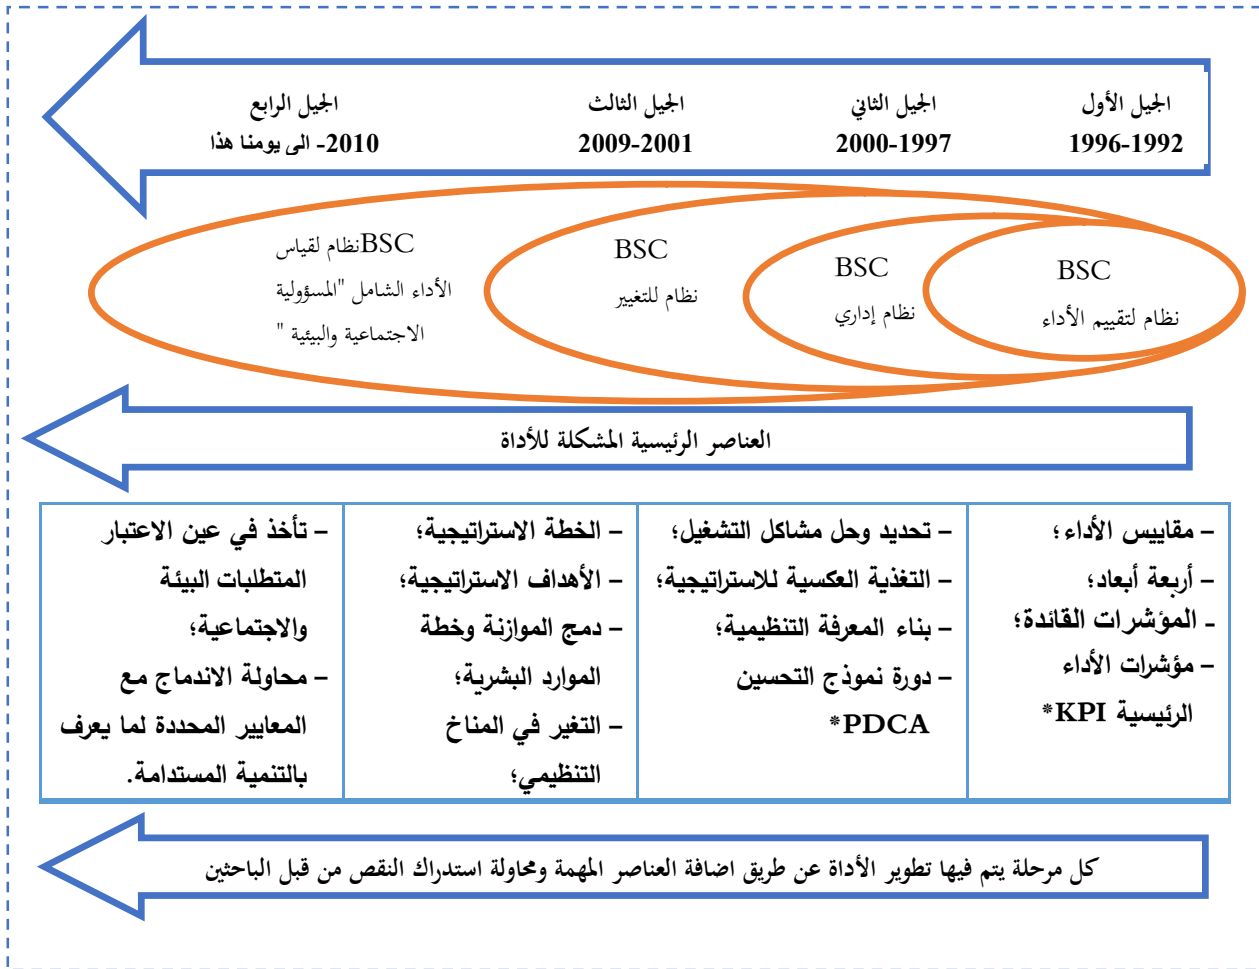 الجيل الأول
1996-1992
الجيل الثاني
2000-1997
الجيل الثالث
2009-2001
الجيل الرابع
2010- الى يومنا هذا
BSC
نظام لتقييم الأداء
BSC
نظام إداري
BSC
نظام للتغيير
BSCنظام لقياس
الأداء الشامل "المسؤولية
الاجتماعية والبيئية "
العناصر الرئيسية المشكلة للأداة
– مقاييس الأداء؛
– أربعة أبعاد؛
- المؤشرات القائدة؛
– مؤشرات الأداء
الرئيسية KPI*
– تحديد وحل مشاكل التشغيل؛
– التغذية العكسية للاستراتيجية؛
– بناء المعرفة التنظيمية؛
– دورة نموذج التحسين
PDCA*
– الخطة الاستراتيجية؛
– الأهداف الاستراتيجية؛
– دمج الموازنة وخطة
الموارد البشرية؛
– التغير في المناخ
التنظيمي؛
– تأخذ في عين الاعتبار
المتطلبات البيئة
والاجتماعية؛
– محاولة الاندماج مع
المعايير المحددة لما يعرف
بالتنمية المستدامة.
كل مرحلة يتم فيها تطوير الأداة عن طريق اضافة العناصر المهمة ومحاولة استدراك النقص من قبل الباحثين